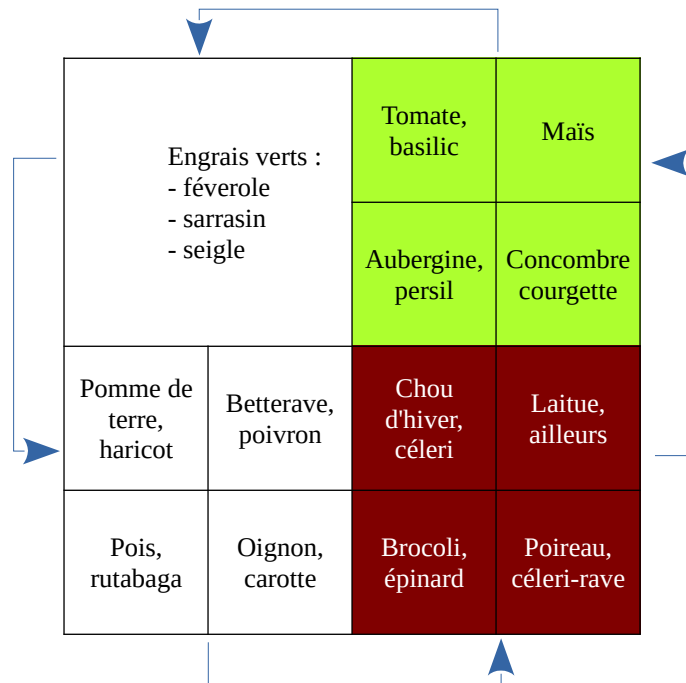 Engrais verts :
- féverole
- sarrasin
- seigle
Tomate,
basilic
Maïs
Aubergine,
persil
Concombre
courgette
Pomme de
terre,
haricot
Betterave,
poivron
Chou
d'hiver,
céleri
Laitue,
ailleurs
Pois,
rutabaga
Oignon,
carotte
Brocoli,
épinard
Poireau,
céleri-rave